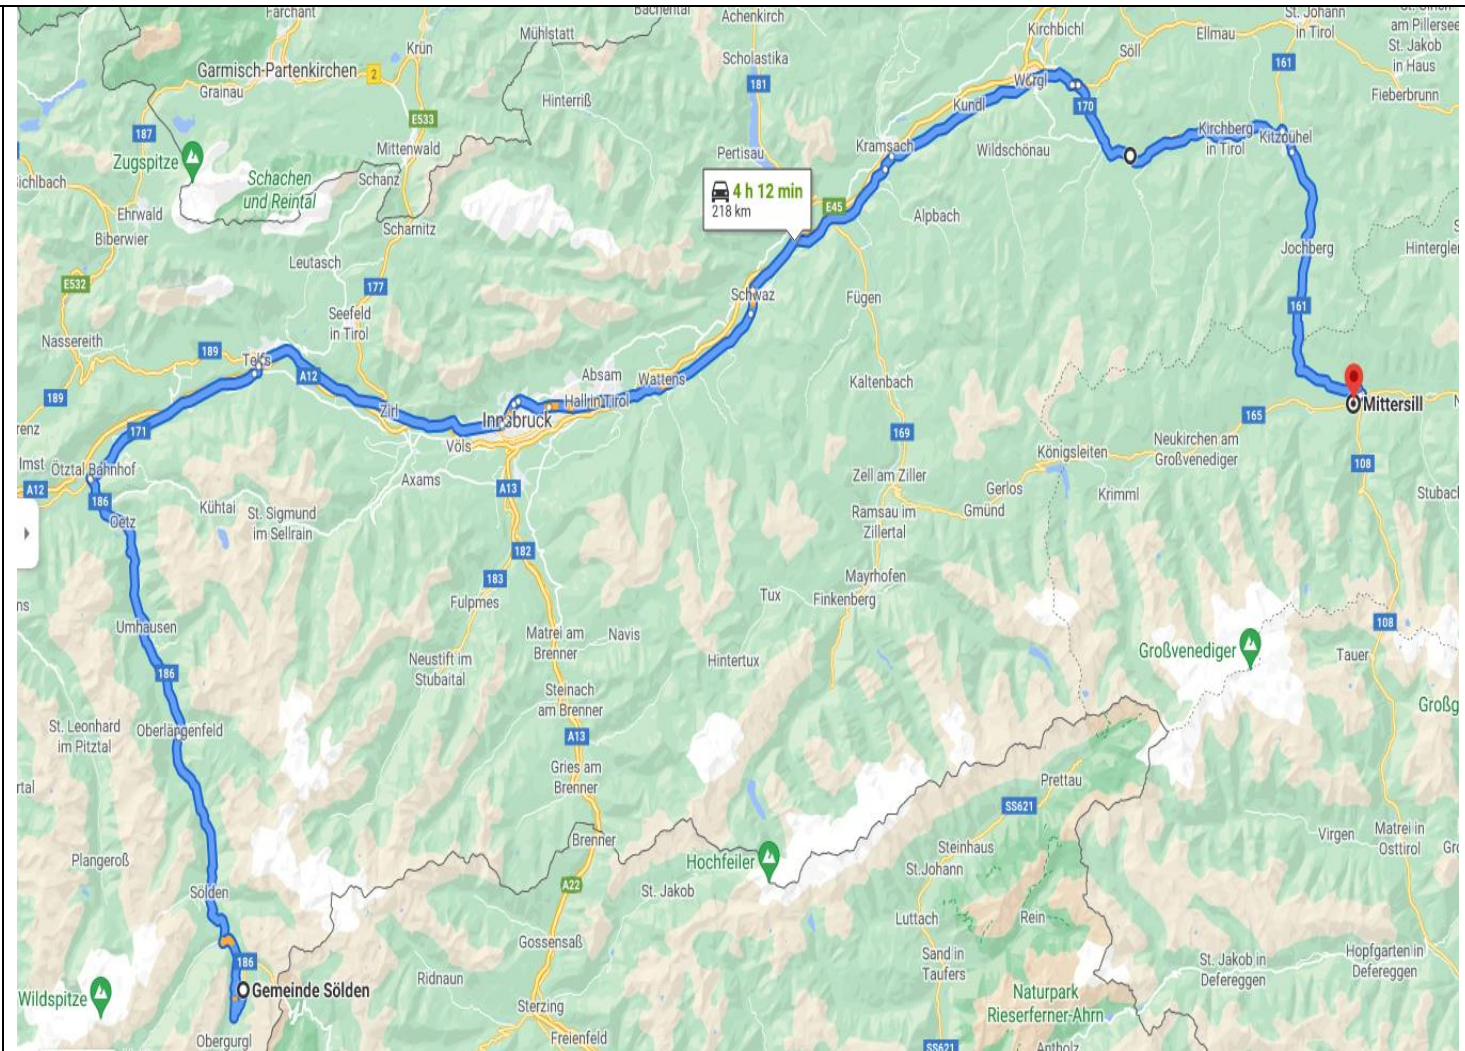 Farchant
Bachental
Achenkirch
St. Johann
in Tirol
am Pillersee
Mühlstatt
Krün
Kirchbichl
Ellmau
St. Jakob
in Haus
Garmisch-Partenkirchen
2
Grainau
Scholastika
Söll
181
161
Hinterriß
Wörgl
Fieberbrunn
E533
Kundl
170
187
Mittenwald
Pertisau
Kramsach
Wildschönau
Kirchberg
in Tirol
Kitzbühel
Zugspitze
Schachen
und Reintal
Schanz
4 h 12 min
218 km
E45
Alpbach
Ehrwald
Biberwier
Scharnitz
Leutasch
Jochberg
E532
177
Schwaz
Fügen
161
Seefeld
in Tirol
Nassereith
189
Telfs
A12
Absam
Wattens
Kaltenbach
189
Zirl
Hall in Tirol
Mittersill
Innsbruck
165
171
Völs
169
Neukirchen am
Großvenediger
Imst
Ötztal Bahnhof
Königsleiten
108
A12
186
Axams
A13
Zell am Ziller
Gerlos
Krimml
Kühtai
St. Sigmund
im Sellrain
Oetz
Ramsau im
Zillertal
Gmünd
182
183
Mayrhofen
Fulpmes
Tux
Finkenberg
Umhausen
Matrei am
Brenner
Navis
108
Großvenediger
Tauer
Neustift im
Stubaital
Hintertux
186
Steinach
am Brenner
St. Leonhard
im Pitztal
Oberlängenfeld
A13
Gries am
Brenner
Prettau
SS621
Virgen
Matrei in
Osttirol
Brenner
Steinhaus
Plangeroß
Hochfeiler
St.Johann
A22
St. Jakob
Sölden
Luttach
Rein
Gossensaß
Sand in
Taufers
Hopfgarten in
Defereggen
186
St. Jakob in
Defereggen
Gemeinde Sölden
Ridnaun
Wildspitze
Naturpark
Rieserferner-Ahrn
Sterzing
Obergurgl
Freienfeld
SS621
Antholz